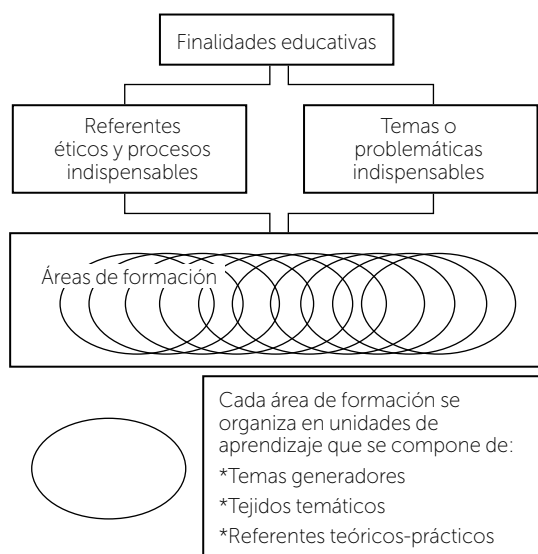 Finalidades educativas
Referentes
éticos y procesos
indispensables
Temas o
problemáticas
indispensables
Áreas de formación
Cada área de formación se
organiza en unidades de
aprendizaje que se compone de:
*Temas generadores
*Tejidos temáticos
*Referentes teóricos-prácticos